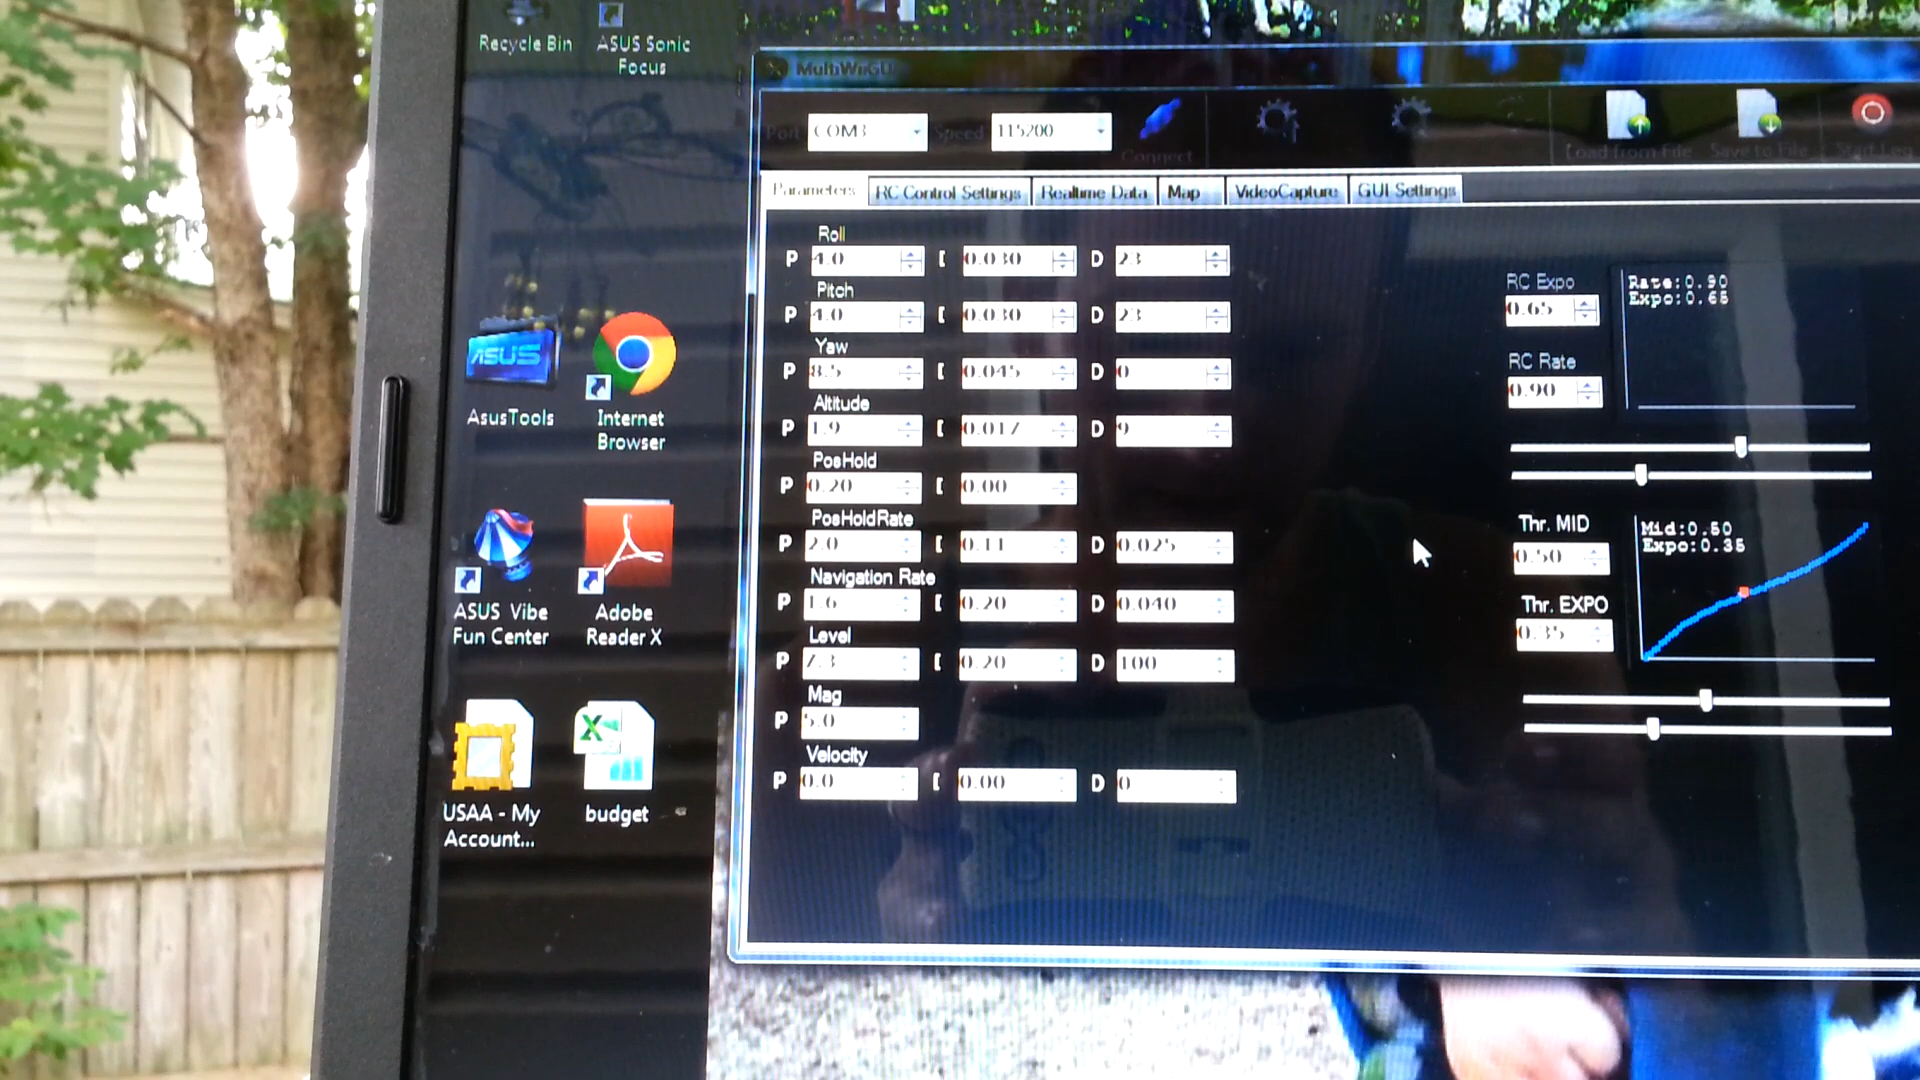 Recycle Bin
ASUS Sonic
Focus
ASUS
AsusTools
Internet
Browser
ASUS Vibe
Fun Center
Adobe
Reader X
USAA - My
Account...
budget
MultiWiiGUI
Port COM3 Speed 115200
Connect
Load from File Save to File Start Log
Parameters RC Control Settings Realtime Data Map VideoCapture GUI Settings
Roll
P 4.0 I 0.030 D 23
Pitch
P 4.0 I 0.030 D 23
Yaw
P 8.5 I 0.045 D 0
Altitude
P 1.9 I 0.017 D 9
PosHold
P 0.20 I 0.00
PosHoldRate
P 2.0 I 0.11 D 0.025
Navigation Rate
P 1.6 I 0.20 D 0.040
Level
P 7.3 I 0.20 D 100
Mag
P 5.0
Velocity
P 0.0 I 0.00 D 0
RC Expo
0.65
RC Rate
0.90
Rate:0.90
Expo:0.65
Thr. MID
0.50
Thr. EXPO
0.35
Mid:0.50
Expo:0.35